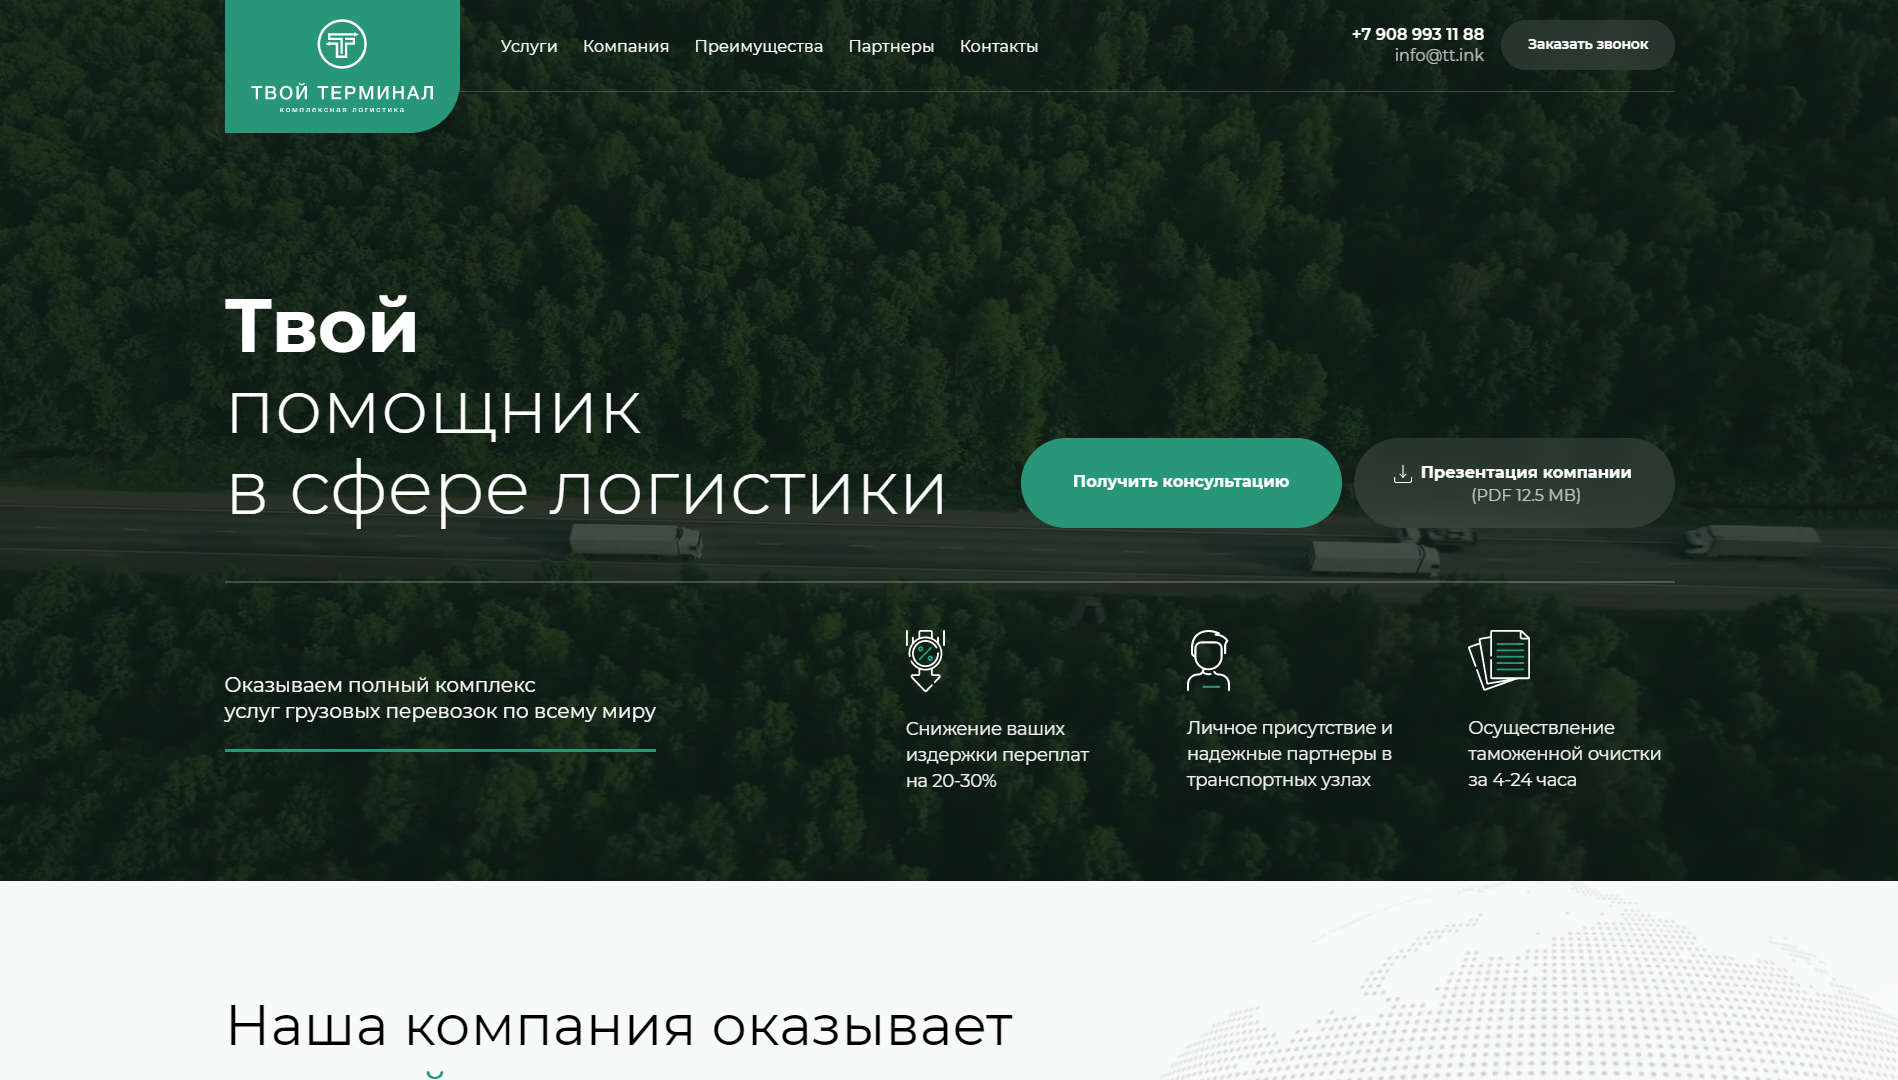 ТВОЙ ТЕРМИНАЛ
комплексная логистика
Услуги
Компания
Преимущества
Партнеры
Контакты
+7 908 993 11 88
info@tt.ink
Заказать звонок
Твой
помощник
в сфере логистики
Получить консультацию
Презентация компании
(PDF 12.5 MB)
Оказываем полный комплекс
услуг грузовых перевозок по всему миру
Снижение ваших
издержки переплат
на 20-30%
Личное присутствие и
надежные партнеры в
транспортных узлах
Осуществление
таможенной очистки
за 4-24 часа
Наша компания оказывает